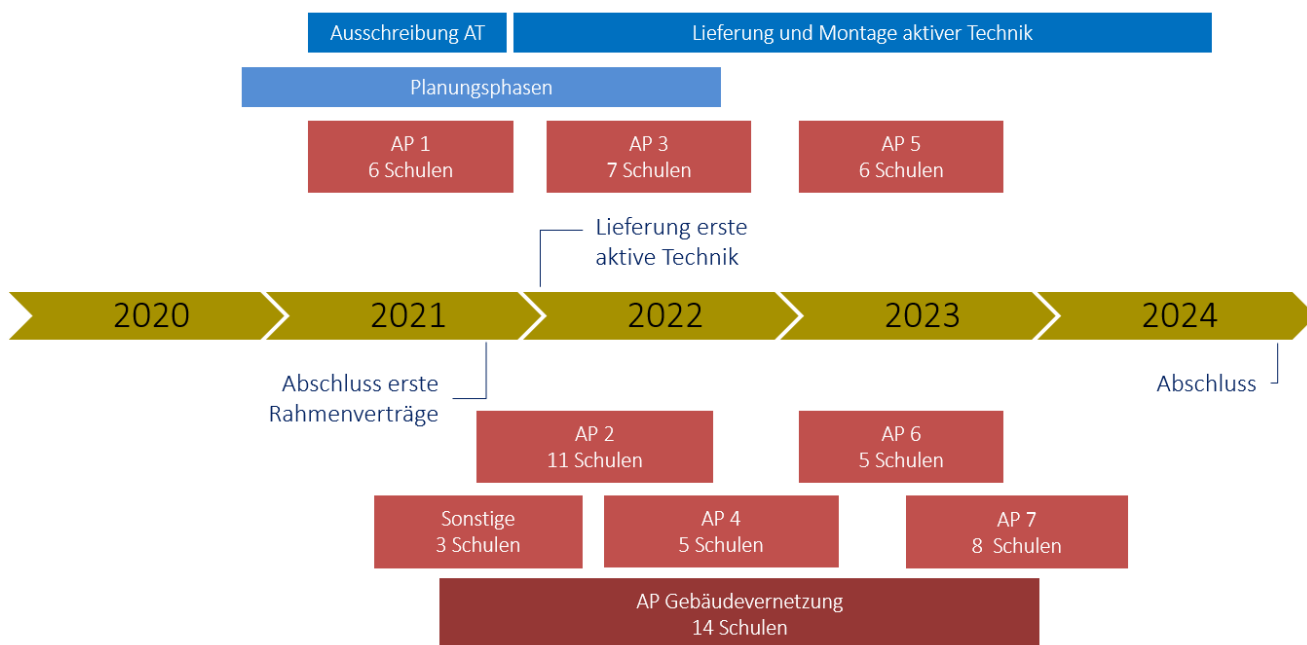 Ausschreibung AT
Lieferung und Montage aktiver Technik
Planungsphasen
AP 1
6 Schulen
AP 3
7 Schulen
AP 5
6 Schulen
Lieferung erste
aktive Technik
2020
2021
2022
2023
2024
Abschluss erste
Rahmenverträge
Abschluss
AP 2
11 Schulen
AP 6
5 Schulen
Sonstige
3 Schulen
AP 4
5 Schulen
AP 7
8 Schulen
AP Gebäudevernetzung
14 Schulen